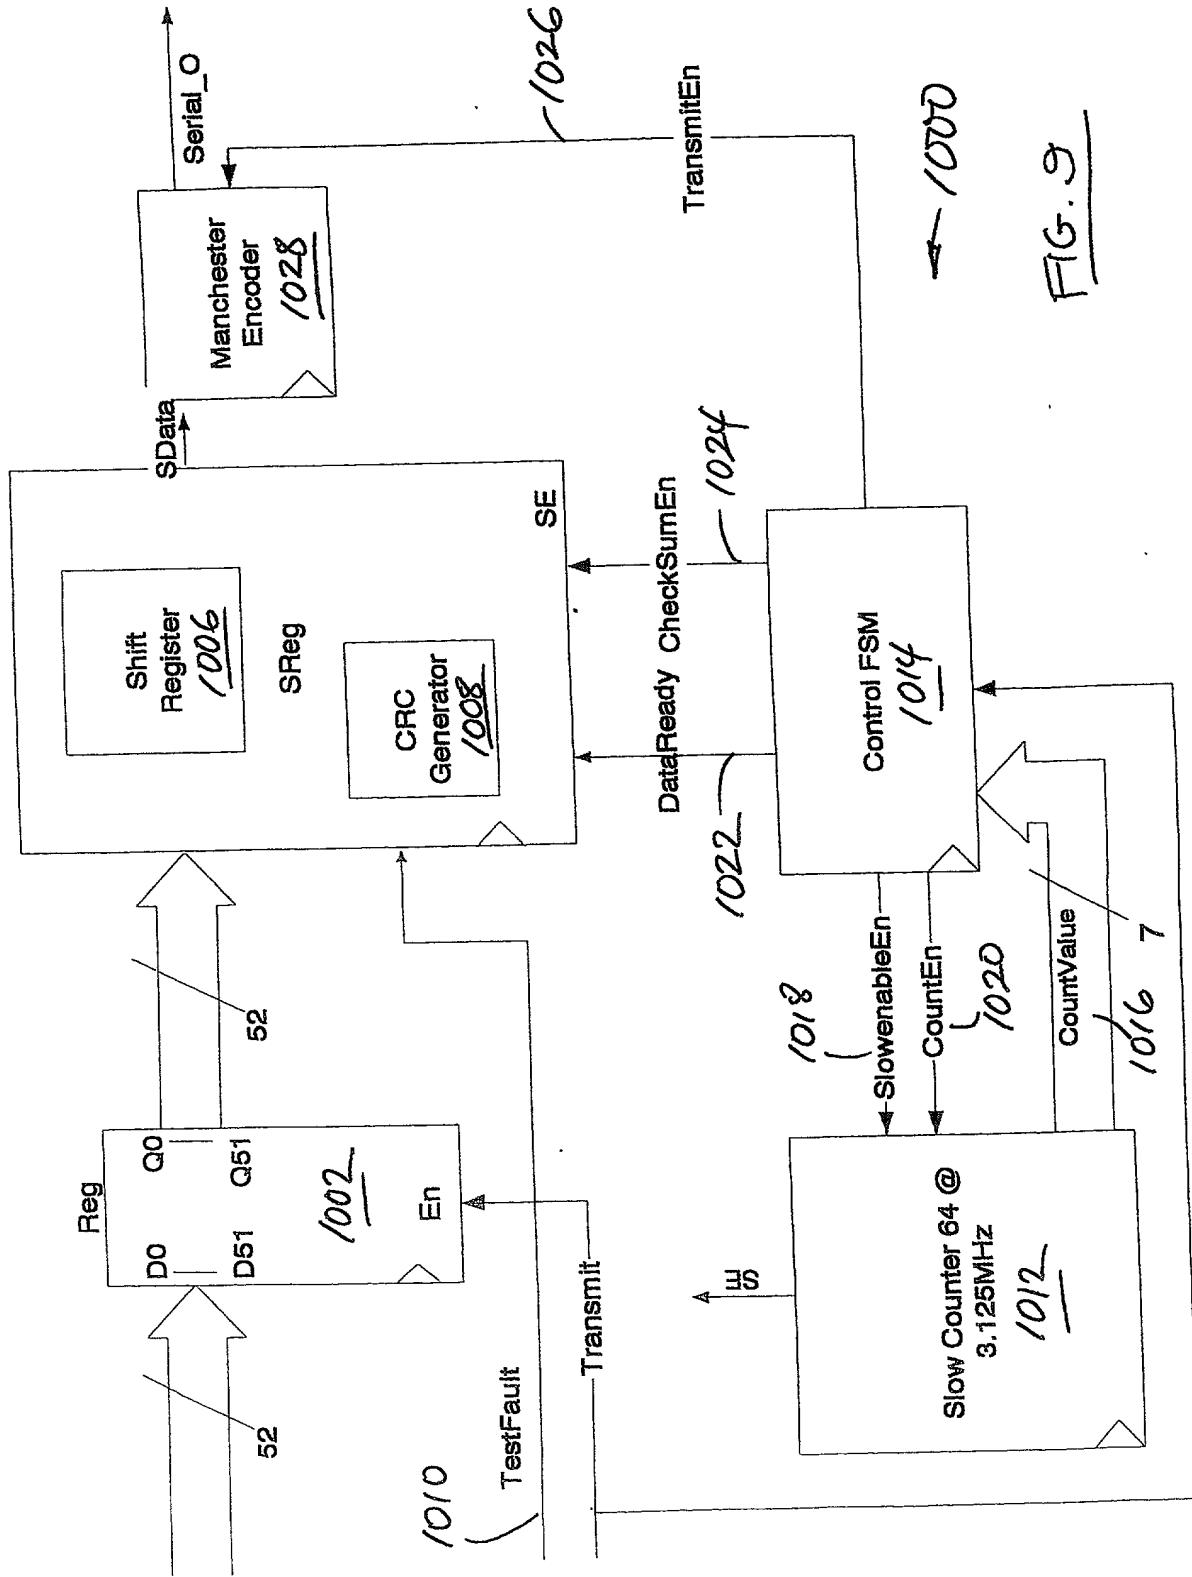 52
Reg
D0
Q0
D51
Q51
1002
En
52
Shift
Register
1006
SReg
CRC
Generator
1008
SE
SData
Manchester
Encoder
1028
Serial_O
1010
TestFault
Transmit
DataReady
CheckSumEn
1022
1024
TransmitEn
1026
SE
Slow Counter 64 @
3.125MHz
1012
1018
SlowenableEn
CountEn
1020
CountValue
1016
7
Control FSM
1014
1000
FIG. 9